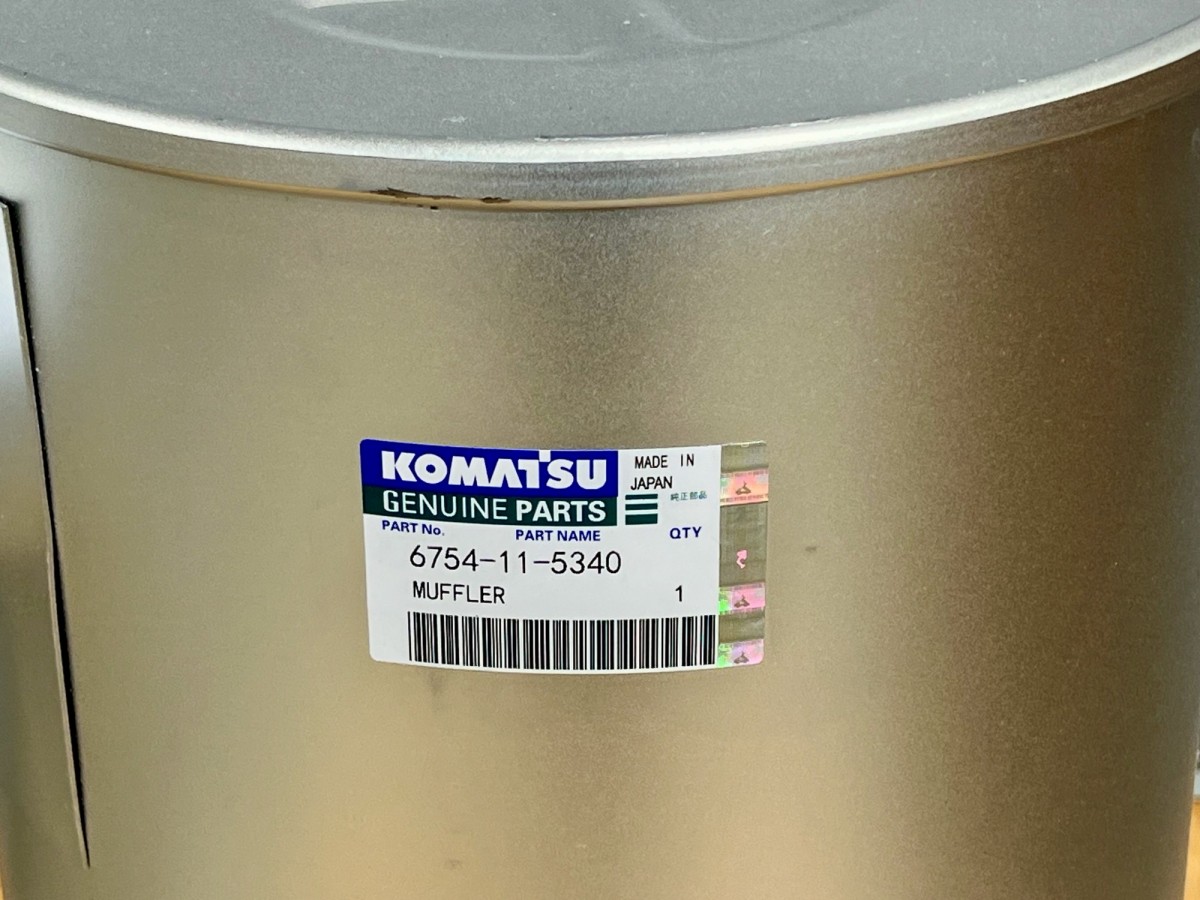 KOMATSU
GENUINE PARTS
MADE IN
JAPAN
純正部品
PART No. PART NAME QTY
6754-11-5340
MUFFLER 1